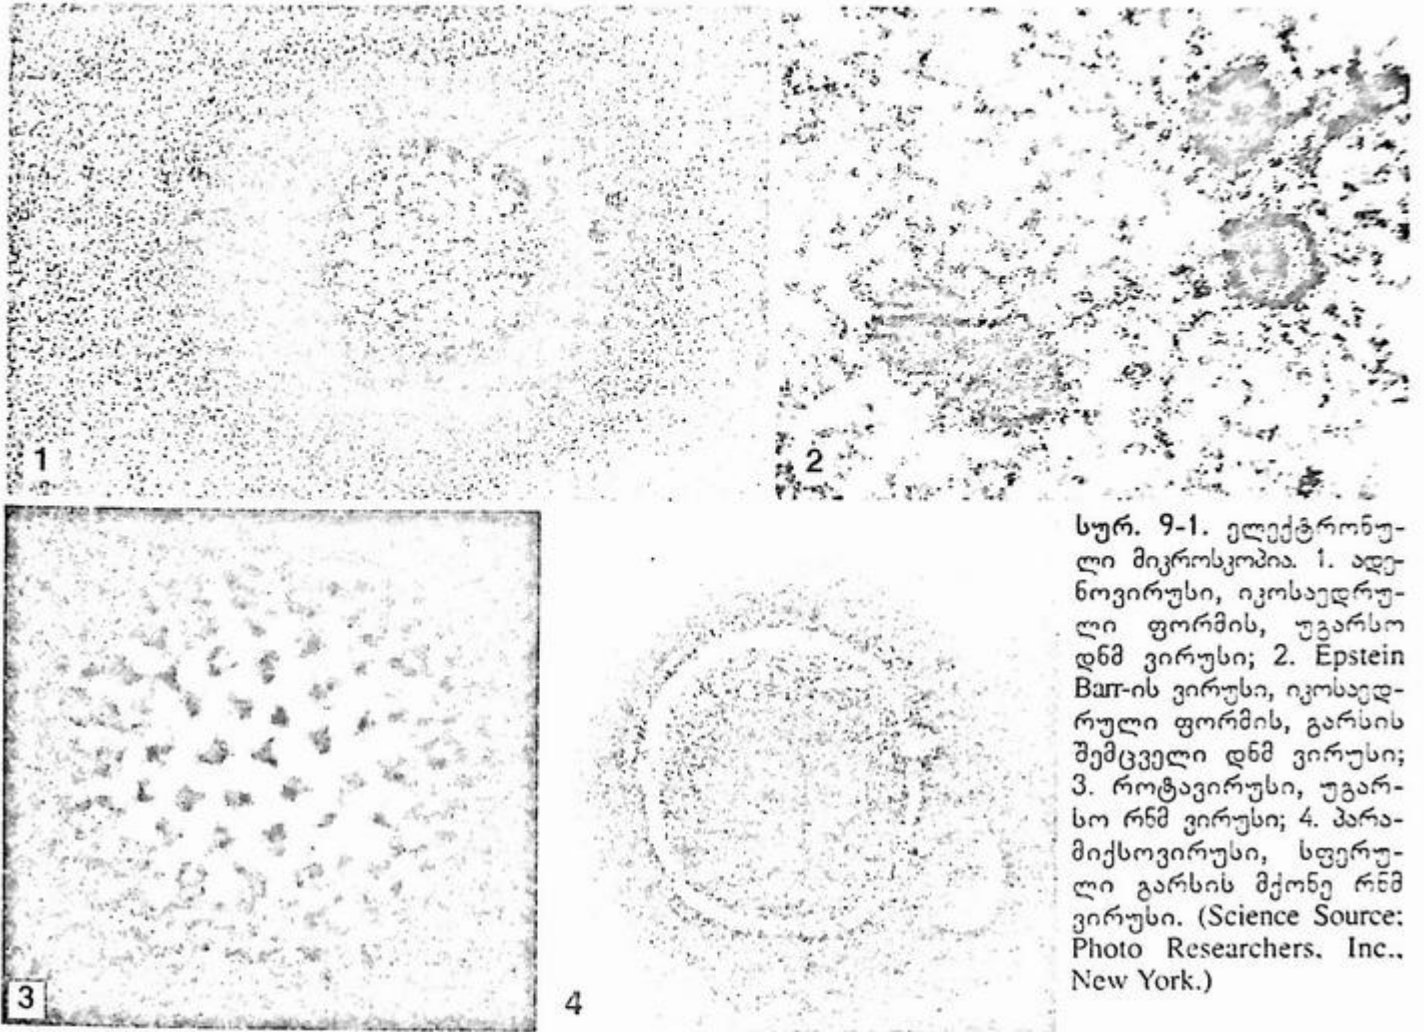 1
2
3
4
სურ. 9-1. ელექტრონუ-
ლი მიკროსკოპია. 1. ადე-
ნოვირუსი, იკოსაედრუ-
ლი ფორმის, უგარსო
დნმ ვირუსი; 2. Epstein
Barr-ის ვირუსი, იკოსაედ-
რული ფორმის, გარსის
შემცველი დნმ ვირუსი;
3. როტავირუსი, უგარ-
სო რნმ ვირუსი; 4. პარა-
მიქსოვირუსი, სფერუ-
ლი გარსის მქონე რნმ
ვირუსი. (Science Source:
Photo Researchers. Inc..
New York.)